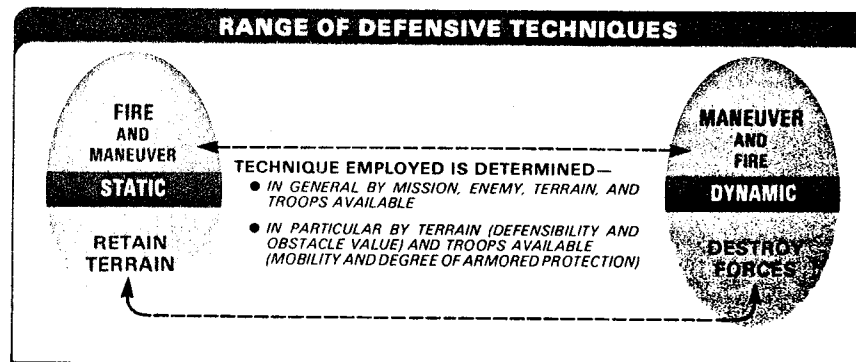 RANGE OF DEFENSIVE TECHNIQUES
FIRE
AND
MANEUVER
STATIC
RETAIN
TERRAIN
TECHNIQUE EMPLOYED IS DETERMINED—
● IN GENERAL BY MISSION, ENEMY, TERRAIN, AND
TROOPS AVAILABLE
● IN PARTICULAR BY TERRAIN (DEFENSIBILITY AND
OBSTACLE VALUE) AND TROOPS AVAILABLE
(MOBILITY AND DEGREE OF ARMORED PROTECTION)
MANEUVER
AND
FIRE
DYNAMIC
DESTROY
FORCES